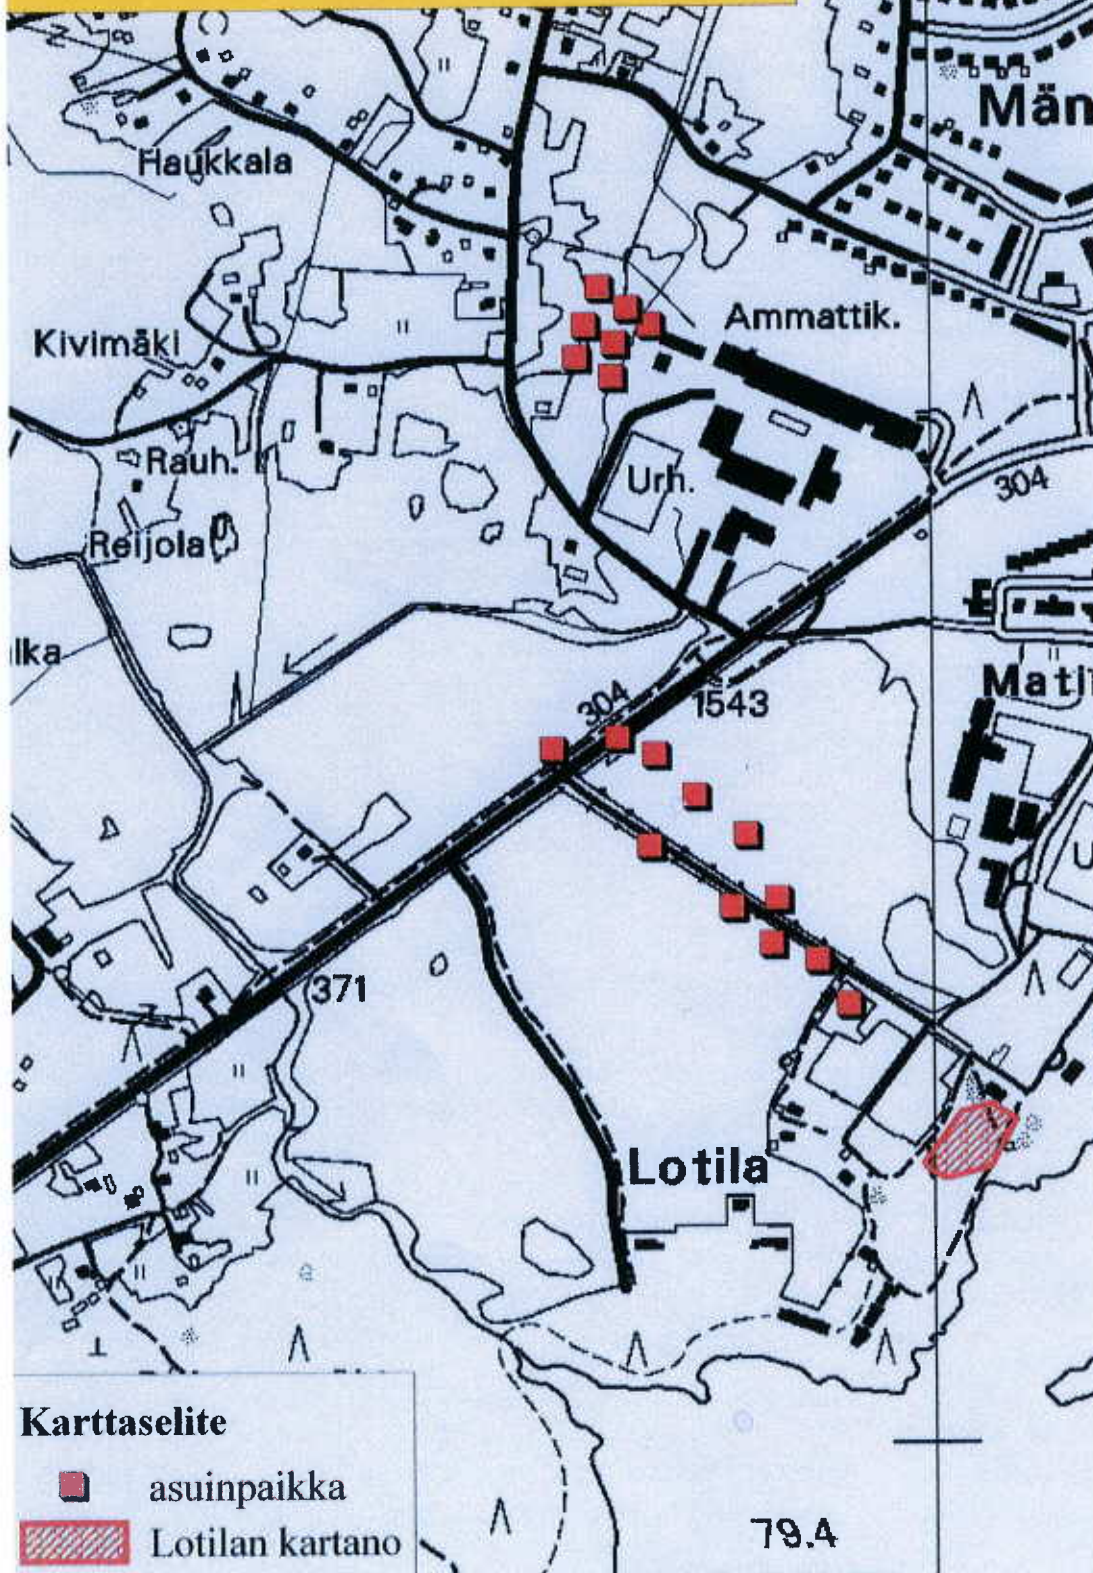 Män
Haukkala
Ammattik.
Kivimäki
Rauh.
Urh.
304
Reijola
lka
Mati
304
1543
U
371
Lotila
Karttaselite
asuinpaikka
Lotilan kartano
79.4